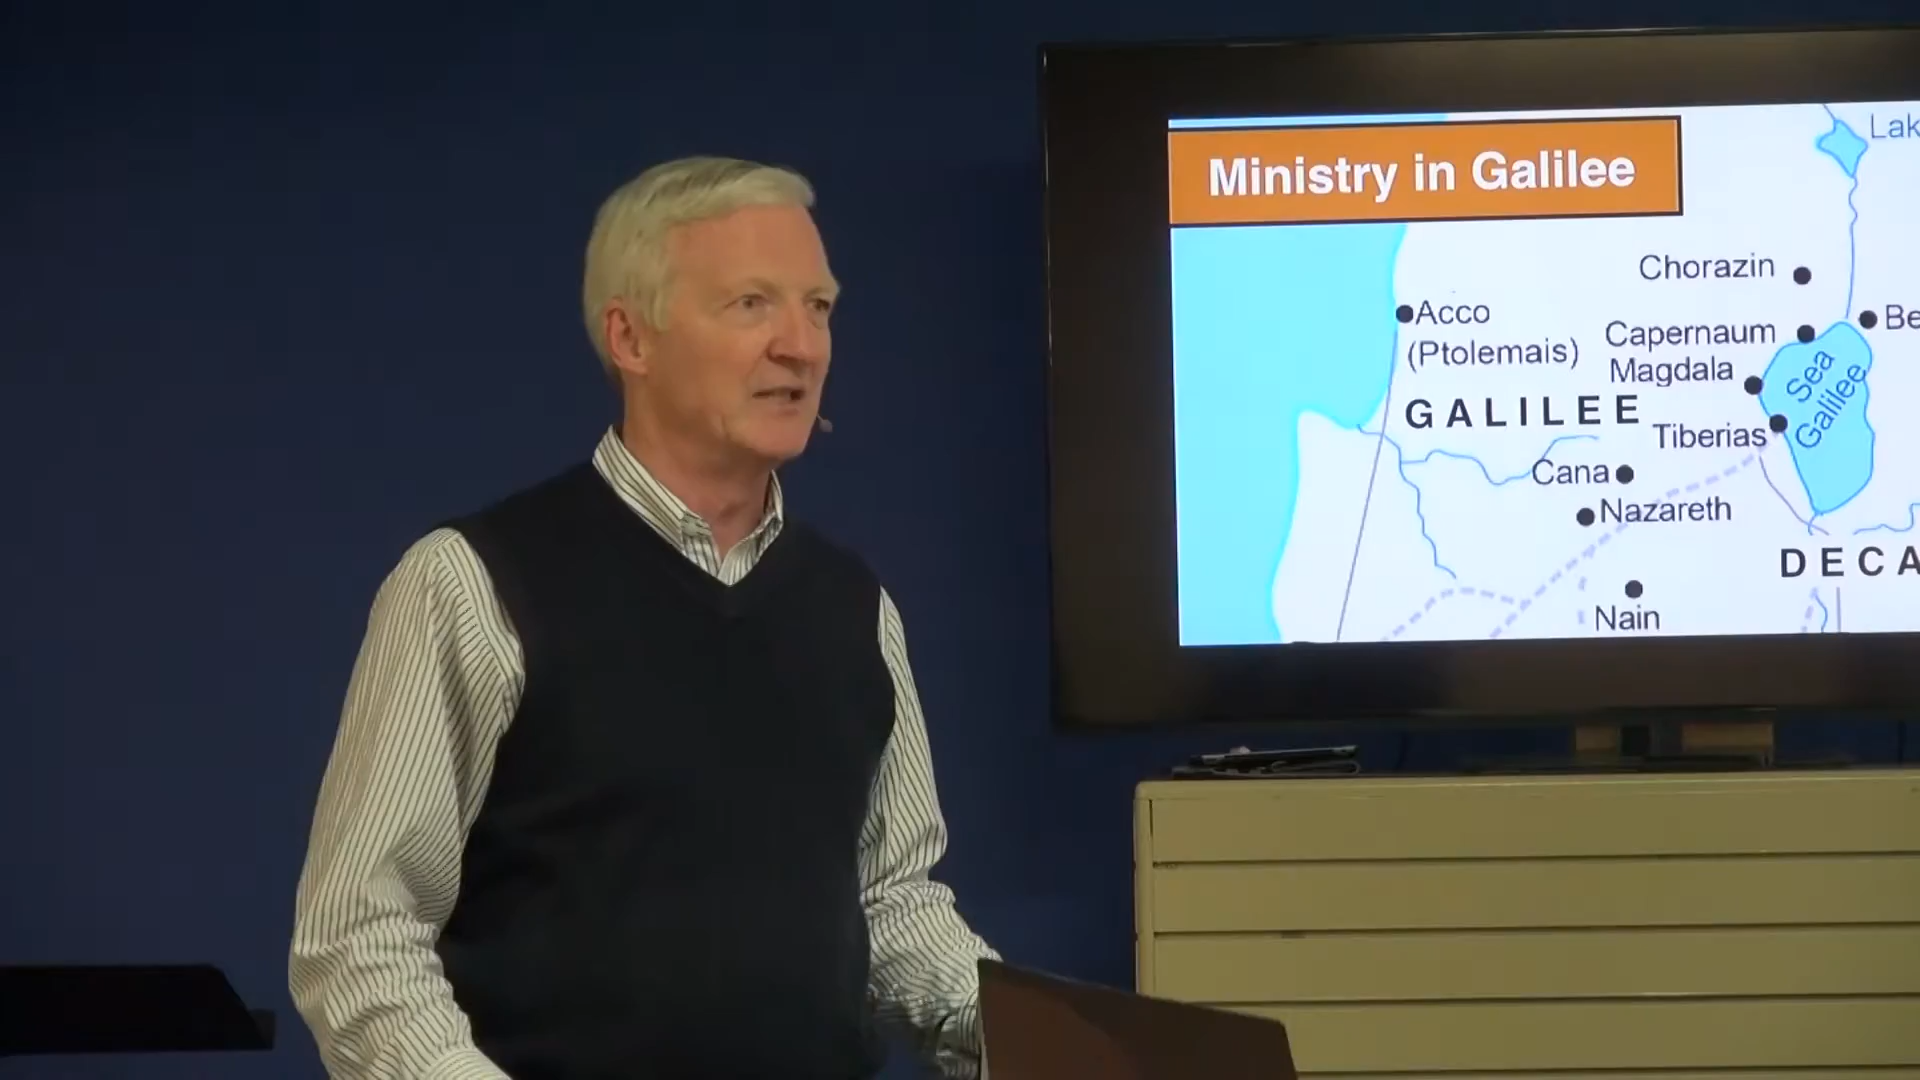 Ministry in Galilee
Lak
Chorazin
Acco
(Ptolemais)
Capernaum
Be
Magdala
Sea
Galilee
GALILEE
Tiberias
Cana
Nazareth
DECA
Nain